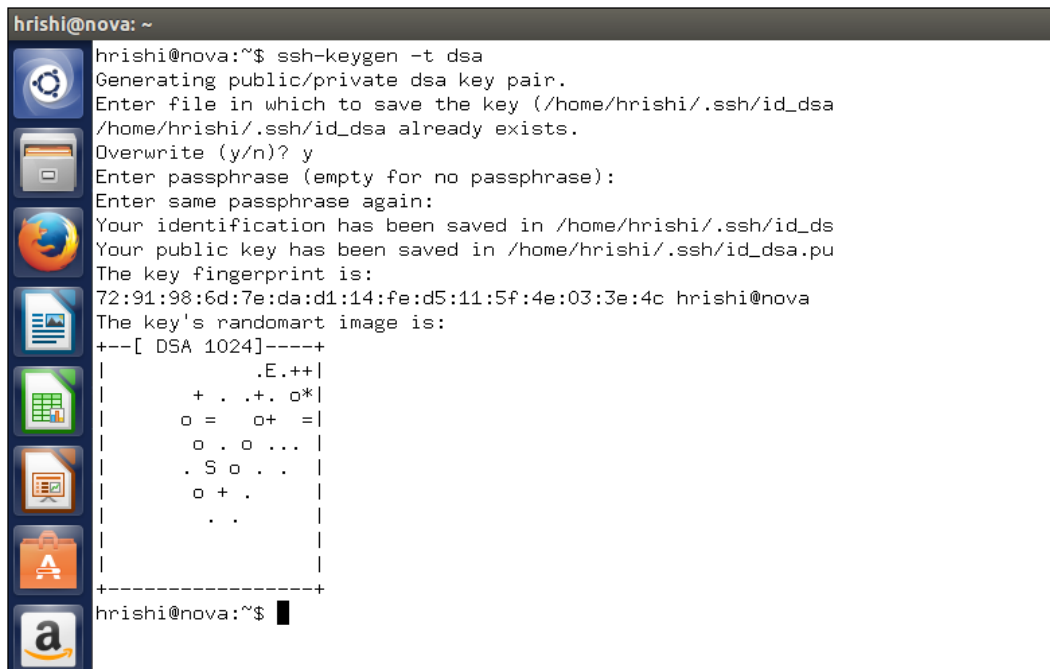 hrishi@nova: ~
hrishi@nova:~$ ssh-keygen -t dsa
Generating public/private dsa key pair.
Enter file in which to save the key (/home/hrishi/.ssh/id_dsa
/home/hrishi/.ssh/id_dsa already exists.
Overwrite (y/n)? y
Enter passphrase (empty for no passphrase):
Enter same passphrase again:
Your identification has been saved in /home/hrishi/.ssh/id_ds
Your public key has been saved in /home/hrishi/.ssh/id_dsa.pu
The key fingerprint is:
72:91:98:6d:7e:da:d1:14:fe:d5:11:5f:4e:03:3e:4c hrishi@nova
The key's randomart image is:
+--[ DSA 1024]----+
|             .E.++|
|       + . .+. o*|
|      o =   o+  =|
|       o . o ... |
|      . S o . .  |
|       o + .     |
|        . .      |
|                 |
|                 |
+-----------------+
hrishi@nova:~$
a